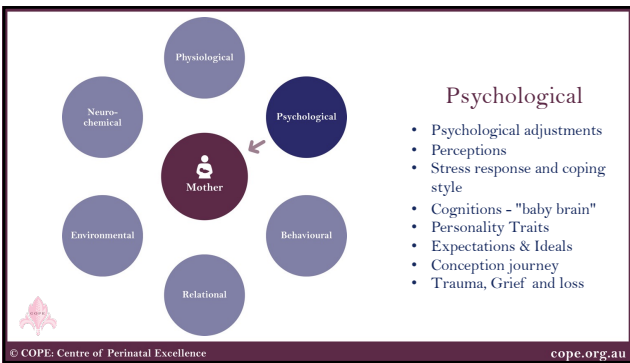 Physiological
Neuro-
chemical
Psychological
Mother
Environmental
Behavioural
Relational
Psychological
• Psychological adjustments
• Perceptions
• Stress response and coping
style
• Cognitions - "baby brain"
• Personality Traits
• Expectations & Ideals
• Conception journey
• Trauma, Grief and loss
COPE
© COPE: Centre of Perinatal Excellence
cope.org.au